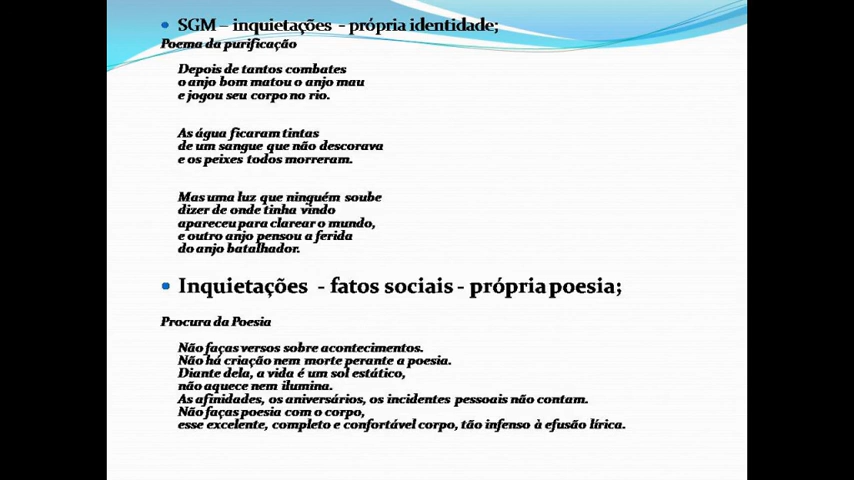 SGM – inquietações - própria identidade;
Poema da purificação
Depois de tantos combates
o anjo bom matou o anjo mau
e jogou seu corpo no rio.
As água ficaram tintas
de um sangue que não descorava
e os peixes todos morreram.
Mas uma luz que ninguém soube
dizer de onde tinha vindo
apareceu para clarear o mundo,
e outro anjo pensou a ferida
do anjo batalhador.
Inquietações - fatos sociais - própria poesia;
Procura da Poesia
Não faças versos sobre acontecimentos.
Não há criação nem morte perante a poesia.
Diante dela, a vida é um sol estático,
não aquece nem ilumina.
As afinidades, os aniversários, os incidentes pessoais não contam.
Não faças poesia com o corpo,
esse excelente, completo e confortável corpo, tão infenso à efusão lírica.